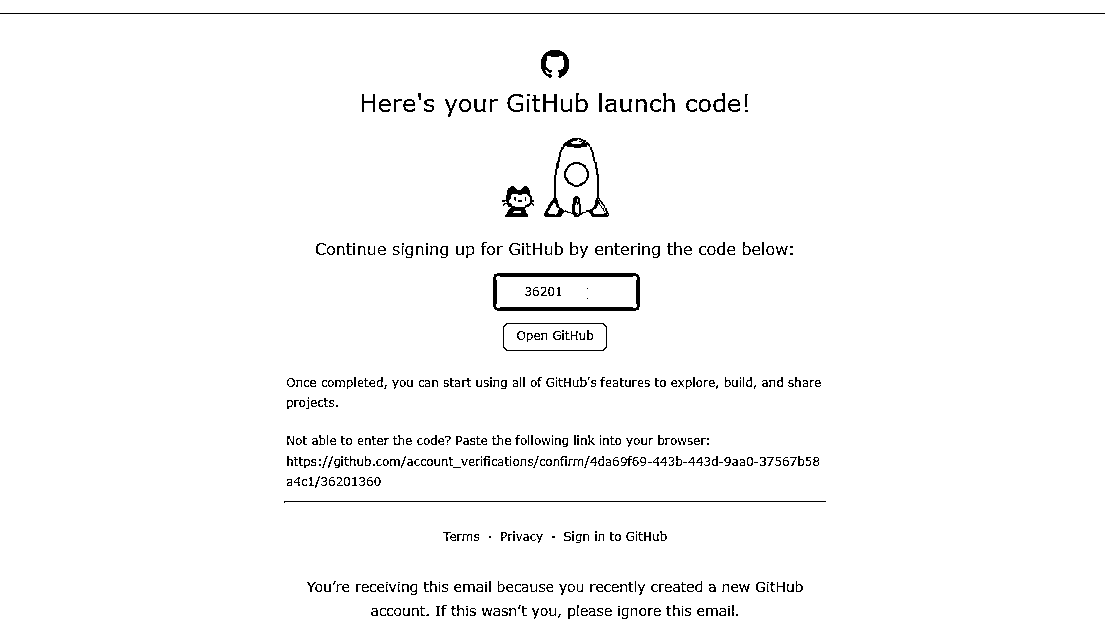 Here's your GitHub launch code!
Continue signing up for GitHub by entering the code below:
36201
Open GitHub
Once completed, you can start using all of GitHub's features to explore, build, and share
projects.
Not able to enter the code? Paste the following link into your browser:
https://github.com/account_verifications/confirm/4da69f69-443b-443d-9aa0-37567b58
a4c1/36201360
Terms · Privacy · Sign in to GitHub
You're receiving this email because you recently created a new GitHub
account. If this wasn't you, please ignore this email.